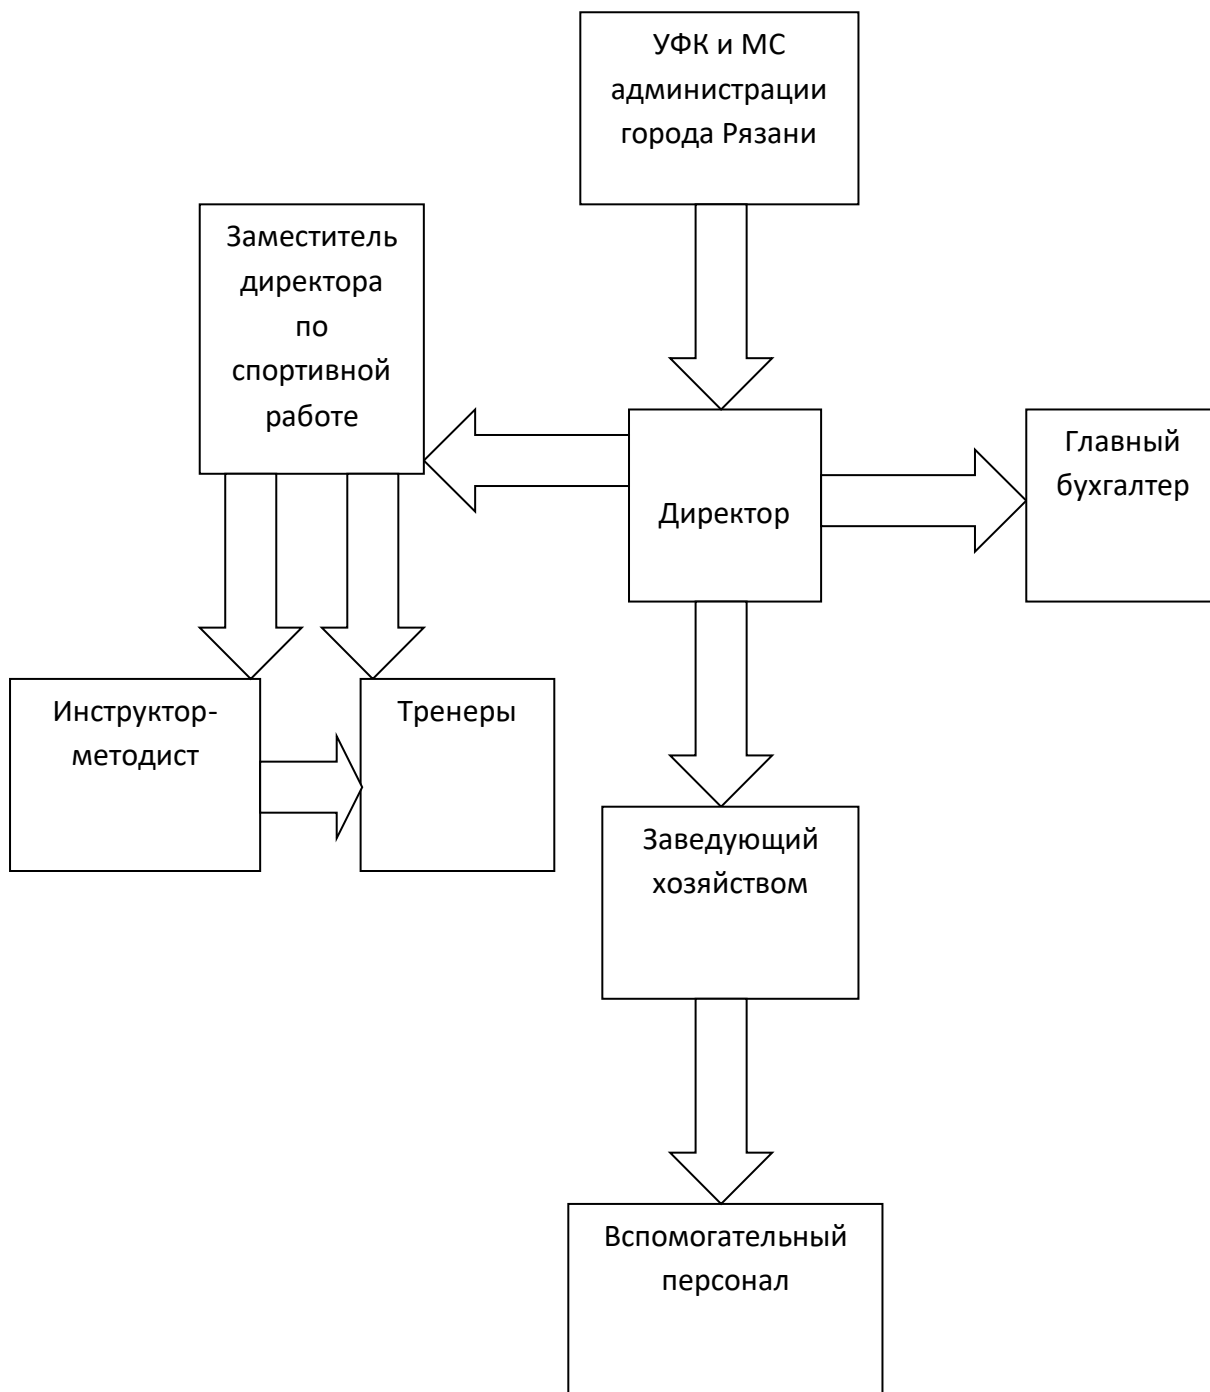 УФК и МС
администрации
города Рязани
Заместитель
директора
по
спортивной
работе
Директор
Главный
бухгалтер
Инструктор-
методист
Тренеры
Заведующий
хозяйством
Вспомогательный
персонал